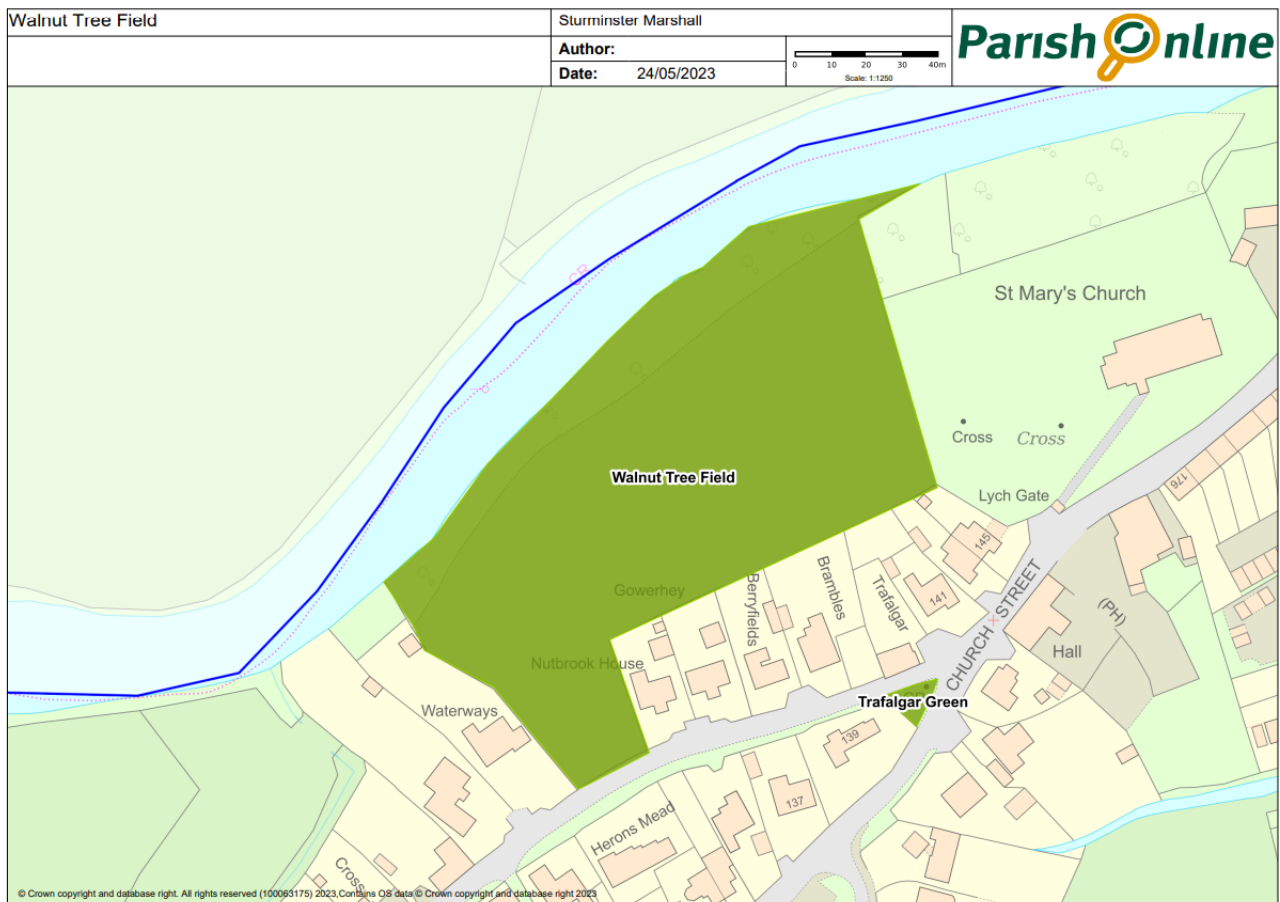 Walnut Tree Field
Sturminster Marshall
Author:
Date: 24/05/2023
0 10 20 30 40m
Scale: 1:1250
Parish Online
CB
St Mary's Church
Cross
Cross
Walnut Tree Field
Lych Gate
176
145
Gowerhey
Berryfields
Brambles
Trafalgar
141
CHURCH STREET
(PH)
Hall
Nutbrook House
Trafalgar Green
Waterways
139
137
Herons Mead
© Crown copyright and database right. All rights reserved (100063175) 2023,Contains OS data © Crown copyright and database right 2023